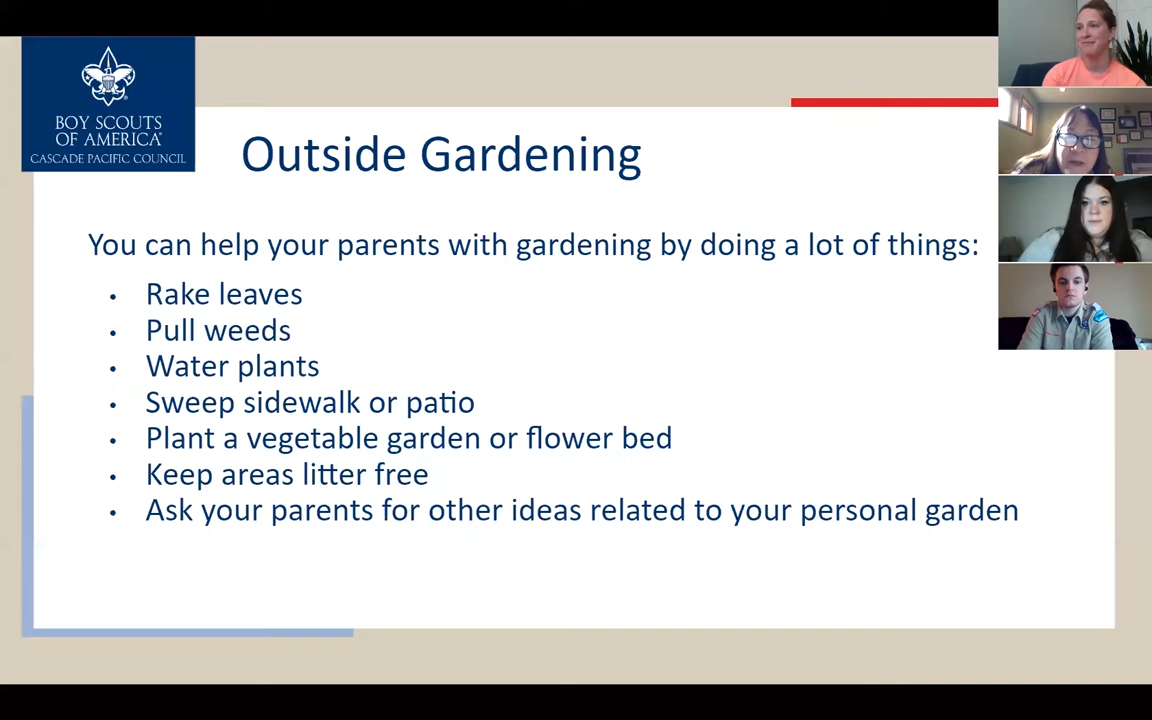 BOY SCOUTS
OF AMERICA®
CASCADE PACIFIC COUNCIL
Outside Gardening
You can help your parents with gardening by doing a lot of things:
• Rake leaves
• Pull weeds
• Water plants
• Sweep sidewalk or patio
• Plant a vegetable garden or flower bed
• Keep areas litter free
• Ask your parents for other ideas related to your personal garden